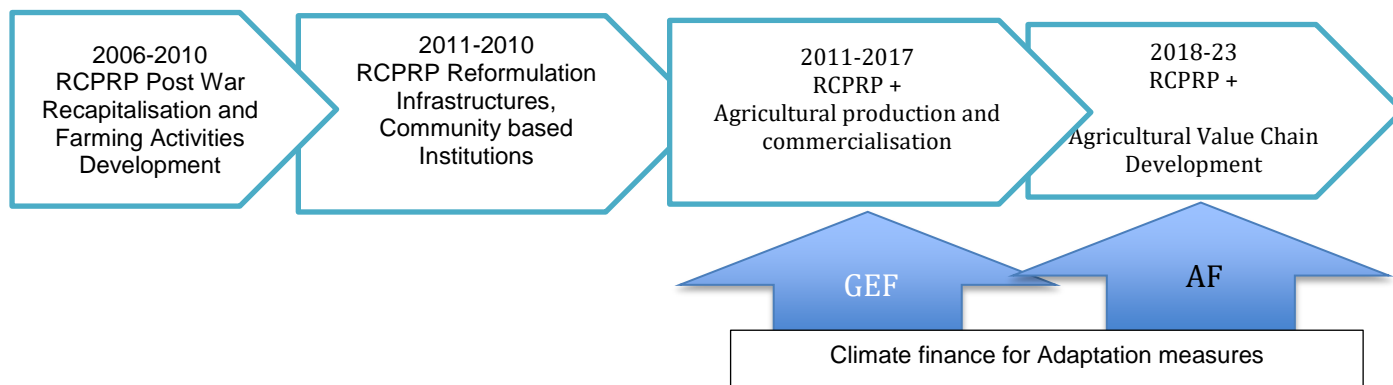 2006-2010
RCPRP Post War
Recapitalisation and
Farming Activities
Development
2011-2010
RCPRP Reformulation
Infrastructures,
Community based
Institutions
2011-2017
RCPRP +
Agricultural production and
commercialisation
2018-23
RCPRP +
Agricultural Value Chain
Development
GEF
AF
Climate finance for Adaptation measures